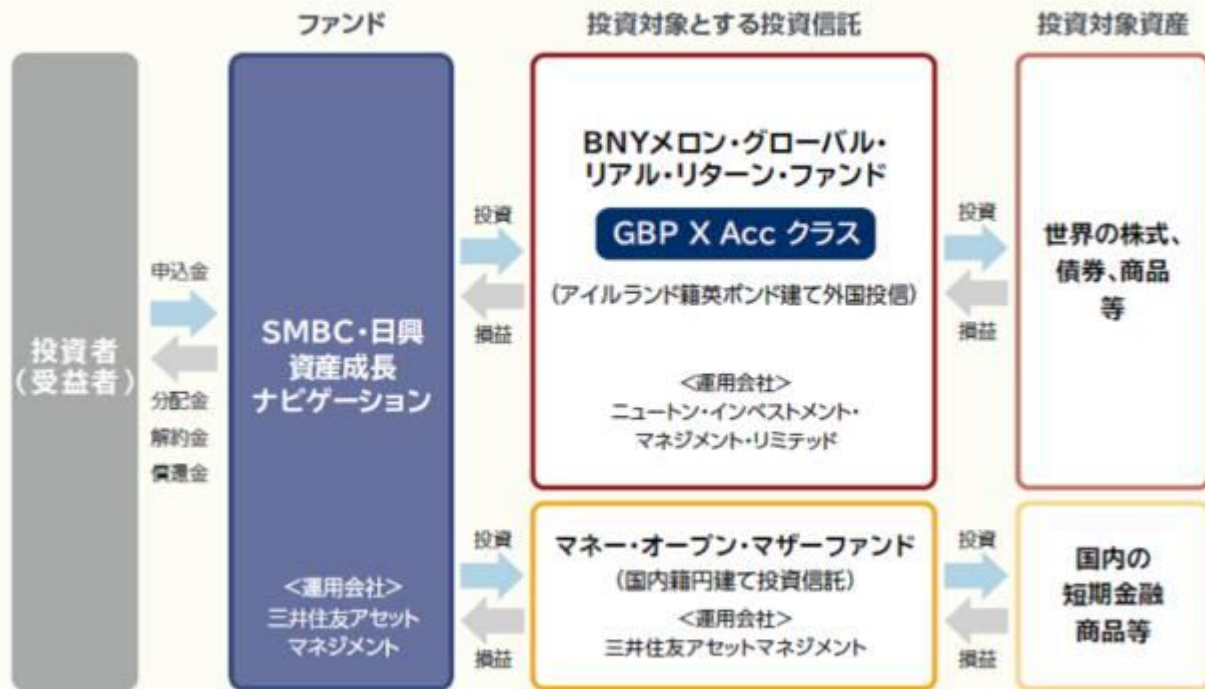 ファンド
投資対象とする投資信託
投資対象資産
投資者
(受益者)
申込金
分配金
解約金
償還金
SMBC・日興
資産成長
ナビゲーション
<運用会社>
三井住友アセット
マネジメント
投資
損益
BNYメロン・グローバル・
リアル・リターン・ファンド
GBP X Acc クラス
(アイルランド籍英ポンド建て外国投信)
<運用会社>
ニュートン・インベストメント・
マネジメント・リミテッド
投資
損益
世界の株式、
債券、商品
等
投資
損益
マネー・オープン・マザーファンド
(国内籍円建て投資信託)
<運用会社>
三井住友アセットマネジメント
投資
損益
国内の
短期金融
商品等